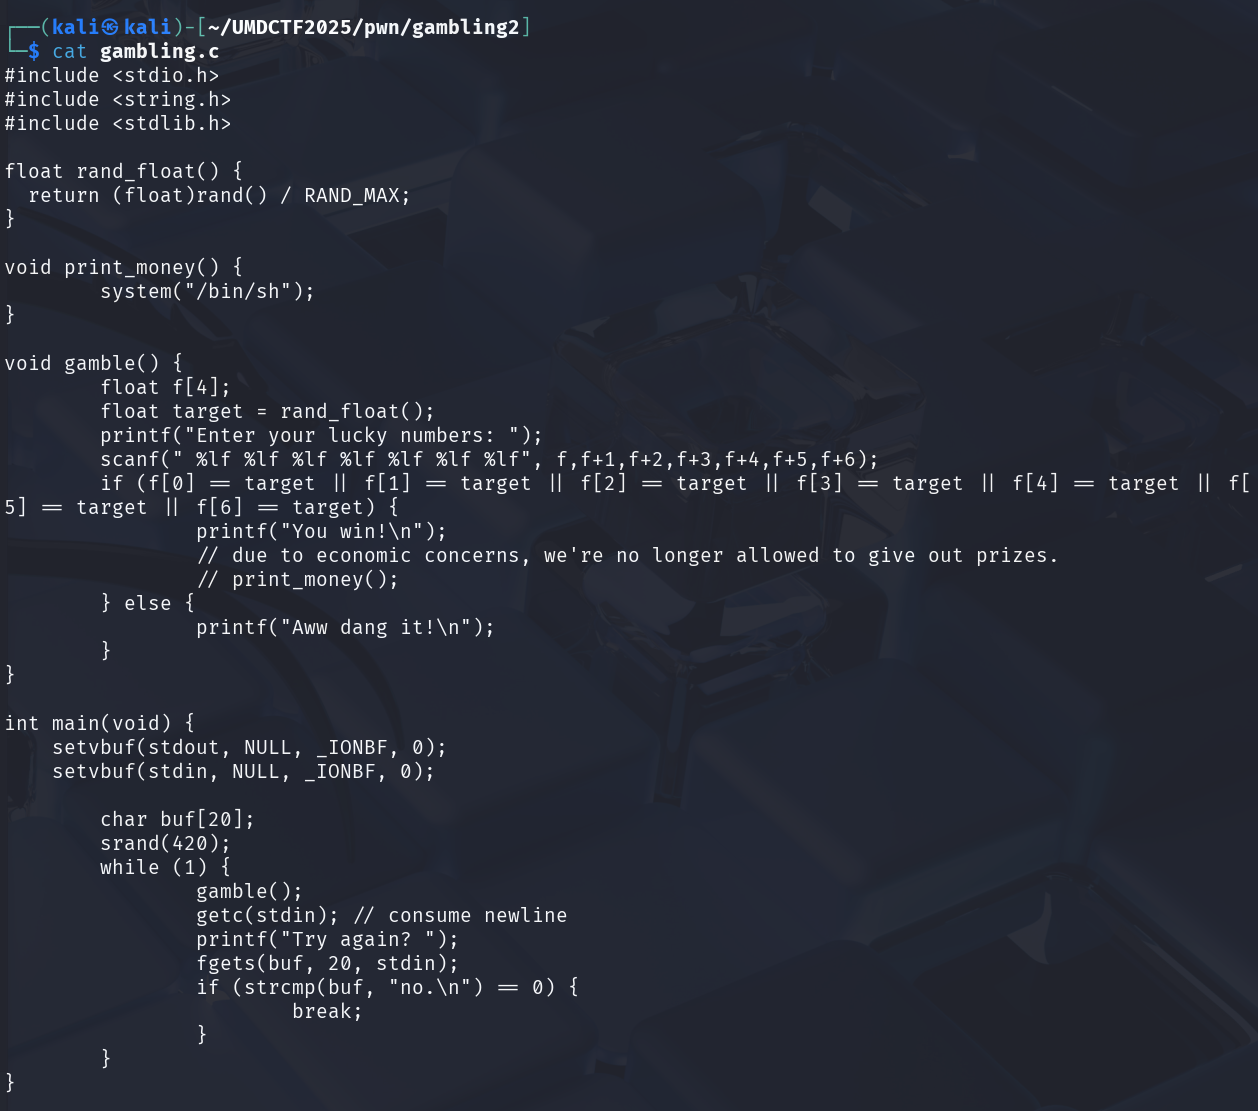 ┌──(kali㉿kali)-[~/UMDCTF2025/pwn/gambling2]
└─$ cat gambling.c
#include <stdio.h>
#include <string.h>
#include <stdlib.h>

float rand_float() {
  return (float)rand() / RAND_MAX;
}

void print_money() {
        system("/bin/sh");
}

void gamble() {
        float f[4];
        float target = rand_float();
        printf("Enter your lucky numbers: ");
        scanf(" %lf %lf %lf %lf %lf %lf %lf", f,f+1,f+2,f+3,f+4,f+5,f+6);
        if (f[0] == target || f[1] == target || f[2] == target || f[3] == target || f[4] == target || f[
5] == target || f[6] == target) {
                printf("You win!\n");
                // due to economic concerns, we're no longer allowed to give out prizes.
                // print_money();
        } else {
                printf("Aww dang it!\n");
        }
}

int main(void) {
    setvbuf(stdout, NULL, _IONBF, 0);
    setvbuf(stdin, NULL, _IONBF, 0);

        char buf[20];
        srand(420);
        while (1) {
                gamble();
                getc(stdin); // consume newline
                printf("Try again? ");
                fgets(buf, 20, stdin);
                if (strcmp(buf, "no.\n") == 0) {
                        break;
                }
        }
}